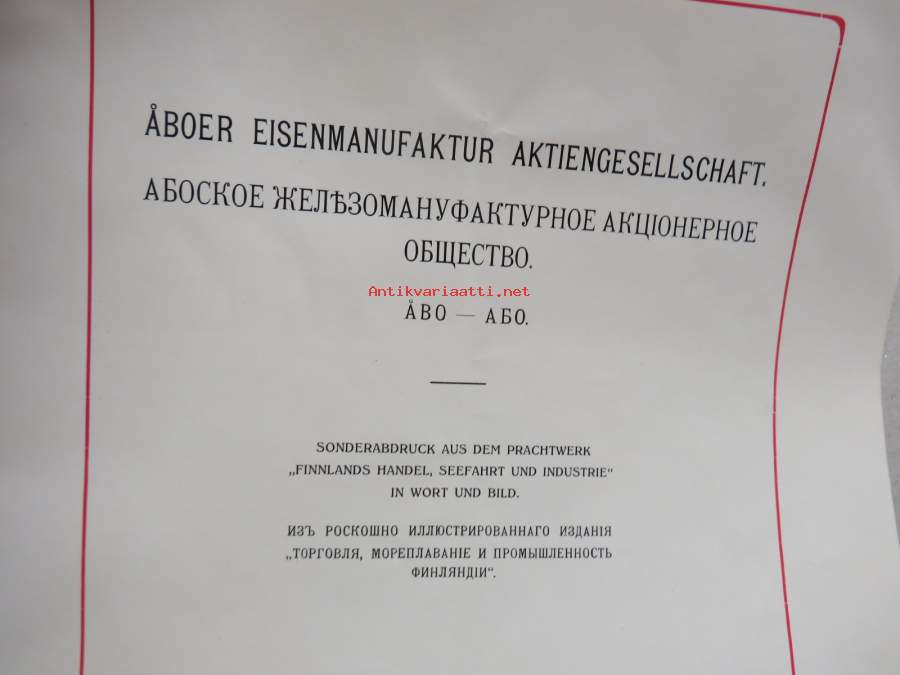 ÅBOER EISENMANUFAKTUR AKTIENGESELLSCHAFT.
АБОСКОЕ ЖЕЛѢЗОМАНУФАКТУРНОЕ АКЦІОНЕРНОЕ
ОБЩЕСТВО.
Antikvariaatti.net
ÅBO — АБО.
SONDERABDRUCK AUS DEM PRACHTWERK
„FINNLANDS HANDEL, SEEFAHRT UND INDUSTRIE“
IN WORT UND BILD.
ИЗЪ РОСКОШНО ИЛЛЮСТРИРОВАННАГО ИЗДАНІЯ
„ТОРГОВЛЯ, МОРЕПЛАВАНІЕ И ПРОМЫШЛЕННОСТЬ
ФИНЛЯНДІИ“.